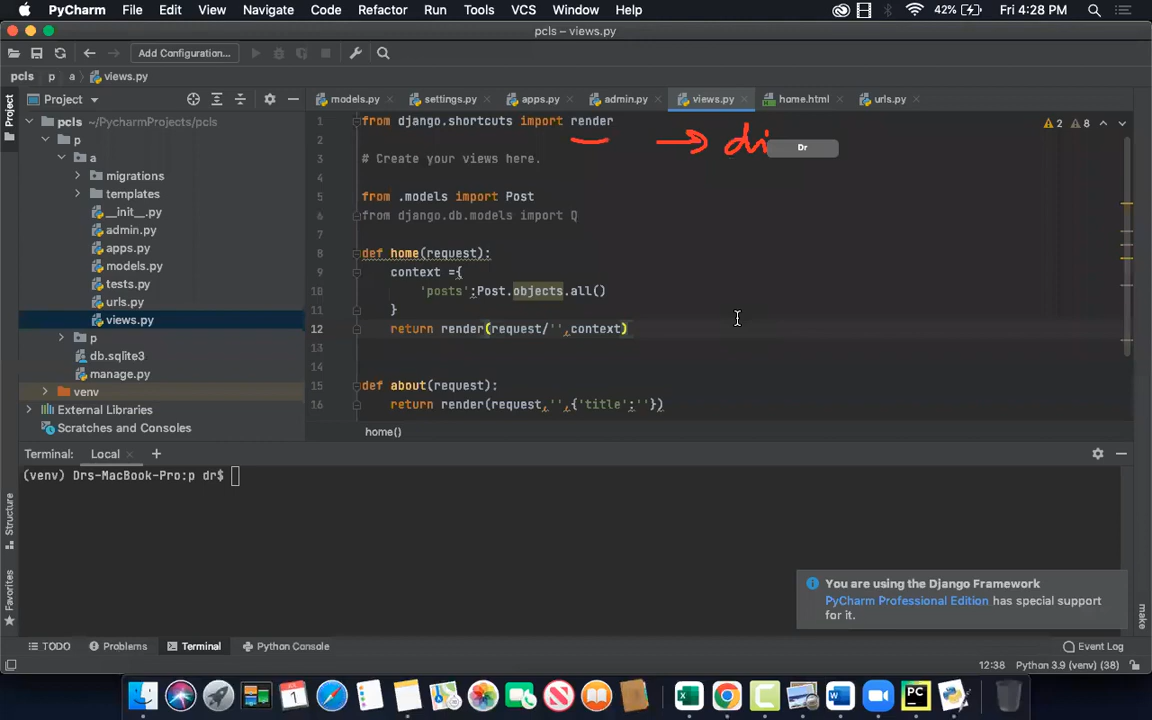 PyCharm File Edit View Navigate Code Refactor Run Tools VCS Window Help 42% Fri 4:28 PM
pcls – views.py
Add Configuration...
pcls p a views.py
Project
models.py settings.py apps.py admin.py views.py home.html urls.py
Project
pcls ~/PycharmProjects/pcls
p
a
migrations
templates
__init__.py
admin.py
apps.py
models.py
tests.py
urls.py
views.py
p
db.sqlite3
manage.py
venv
External Libraries
Scratches and Consoles
2 8
1 from django.shortcuts import render
2
→ di
Dr
3 # Create your views here.
4
5 from .models import Post
6 from django.db.models import Q
7
8 def home(request):
9 context ={
10 'posts':Post.objects.all()
11 }
12 return render(request/'',context)
13
14
15 def about(request):
16 return render(request,'',{'title':''})
home()
Terminal: Local
(venv) Drs-MacBook-Pro:p dr$
Structure
Favorites
make
You are using the Django Framework
PyCharm Professional Edition has special support
for it.
TODO Problems Terminal Python Console Event Log
12:38 Python 3.9 (venv) (38)